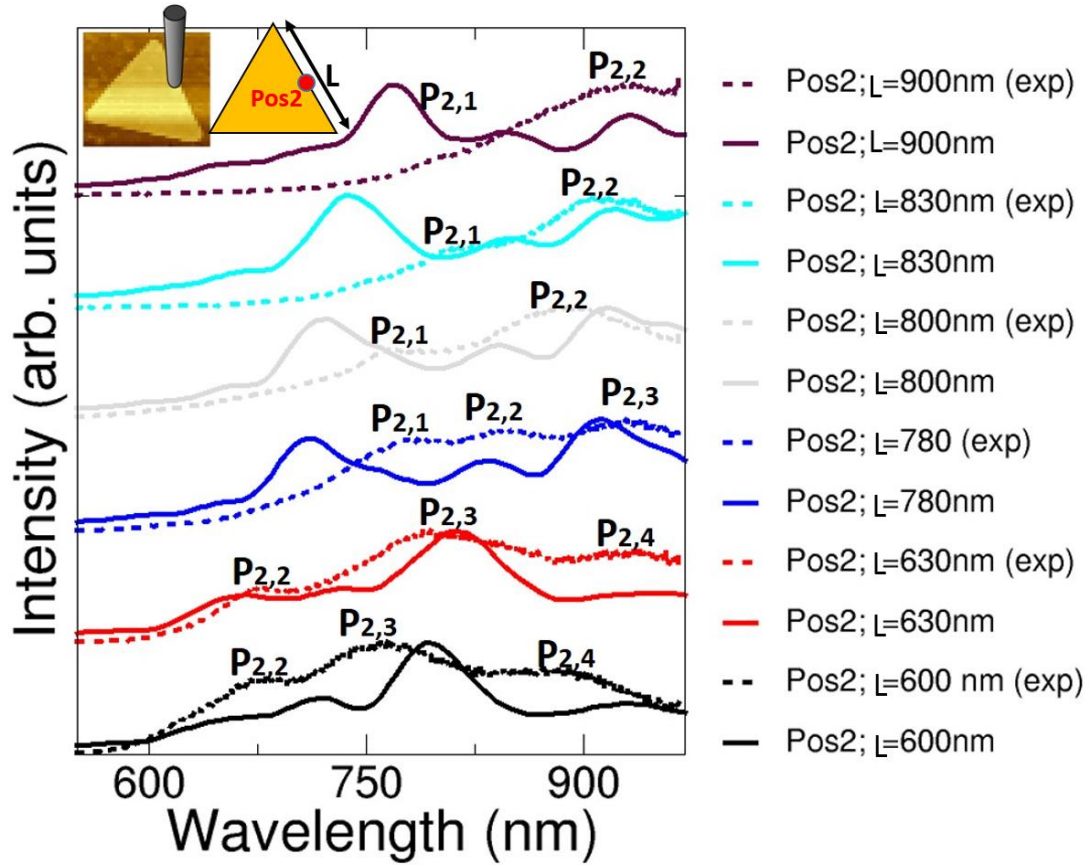 L
Pos2
P2,1
P2,2
Pos2; L=900nm (exp)
Pos2; L=900nm
P2,1
P2,2
Pos2; L=830nm (exp)
Pos2; L=830nm
P2,1
P2,2
Pos2; L=800nm (exp)
Pos2; L=800nm
P2,1
P2,2
P2,3
Pos2; L=780 (exp)
Pos2; L=780nm
P2,2
P2,3
P2,4
Pos2; L=630nm (exp)
Pos2; L=630nm
P2,2
P2,3
P2,4
Pos2; L=600 nm (exp)
Pos2; L=600nm
Intensity (arb. units)
600 750 900
Wavelength (nm)